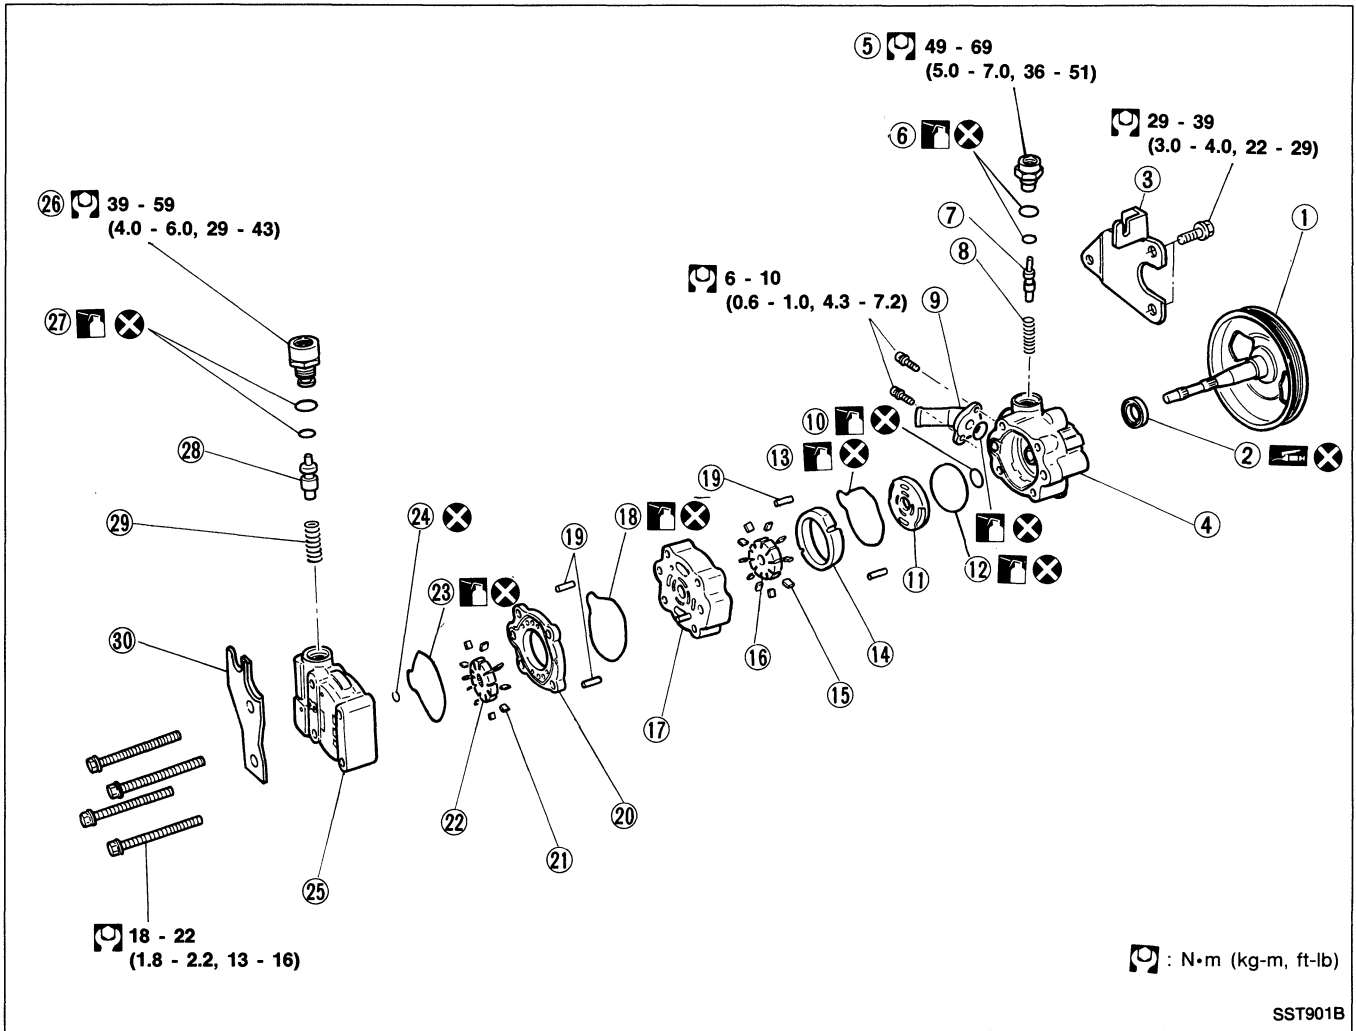 5 49 - 69
(5.0 - 7.0, 36 - 51)
29 - 39
(3.0 - 4.0, 22 - 29)
6
3
26 39 - 59
(4.0 - 6.0, 29 - 43)
7
1
8
6 - 10
(0.6 - 1.0, 4.3 - 7.2)
9
27
10
13
2
28
19
24
18
19
4
29
11
12
23
30
16
14
15
17
22
20
21
25
18 - 22
(1.8 - 2.2, 13 - 16)
: N•m (kg-m, ft-lb)
SST901B